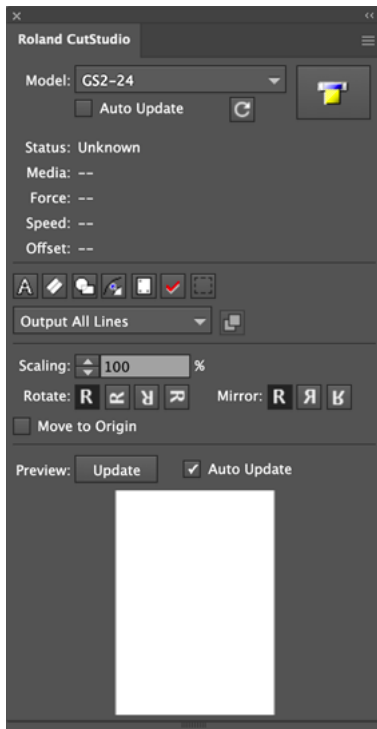 Roland CutStudio
Model: GS2-24
Auto Update
Status: Unknown
Media: --
Force: --
Speed: --
Offset: --
A
Output All Lines
Scaling: 100 %
Rotate: R R R R Mirror: R R R
Move to Origin
Preview: Update Auto Update